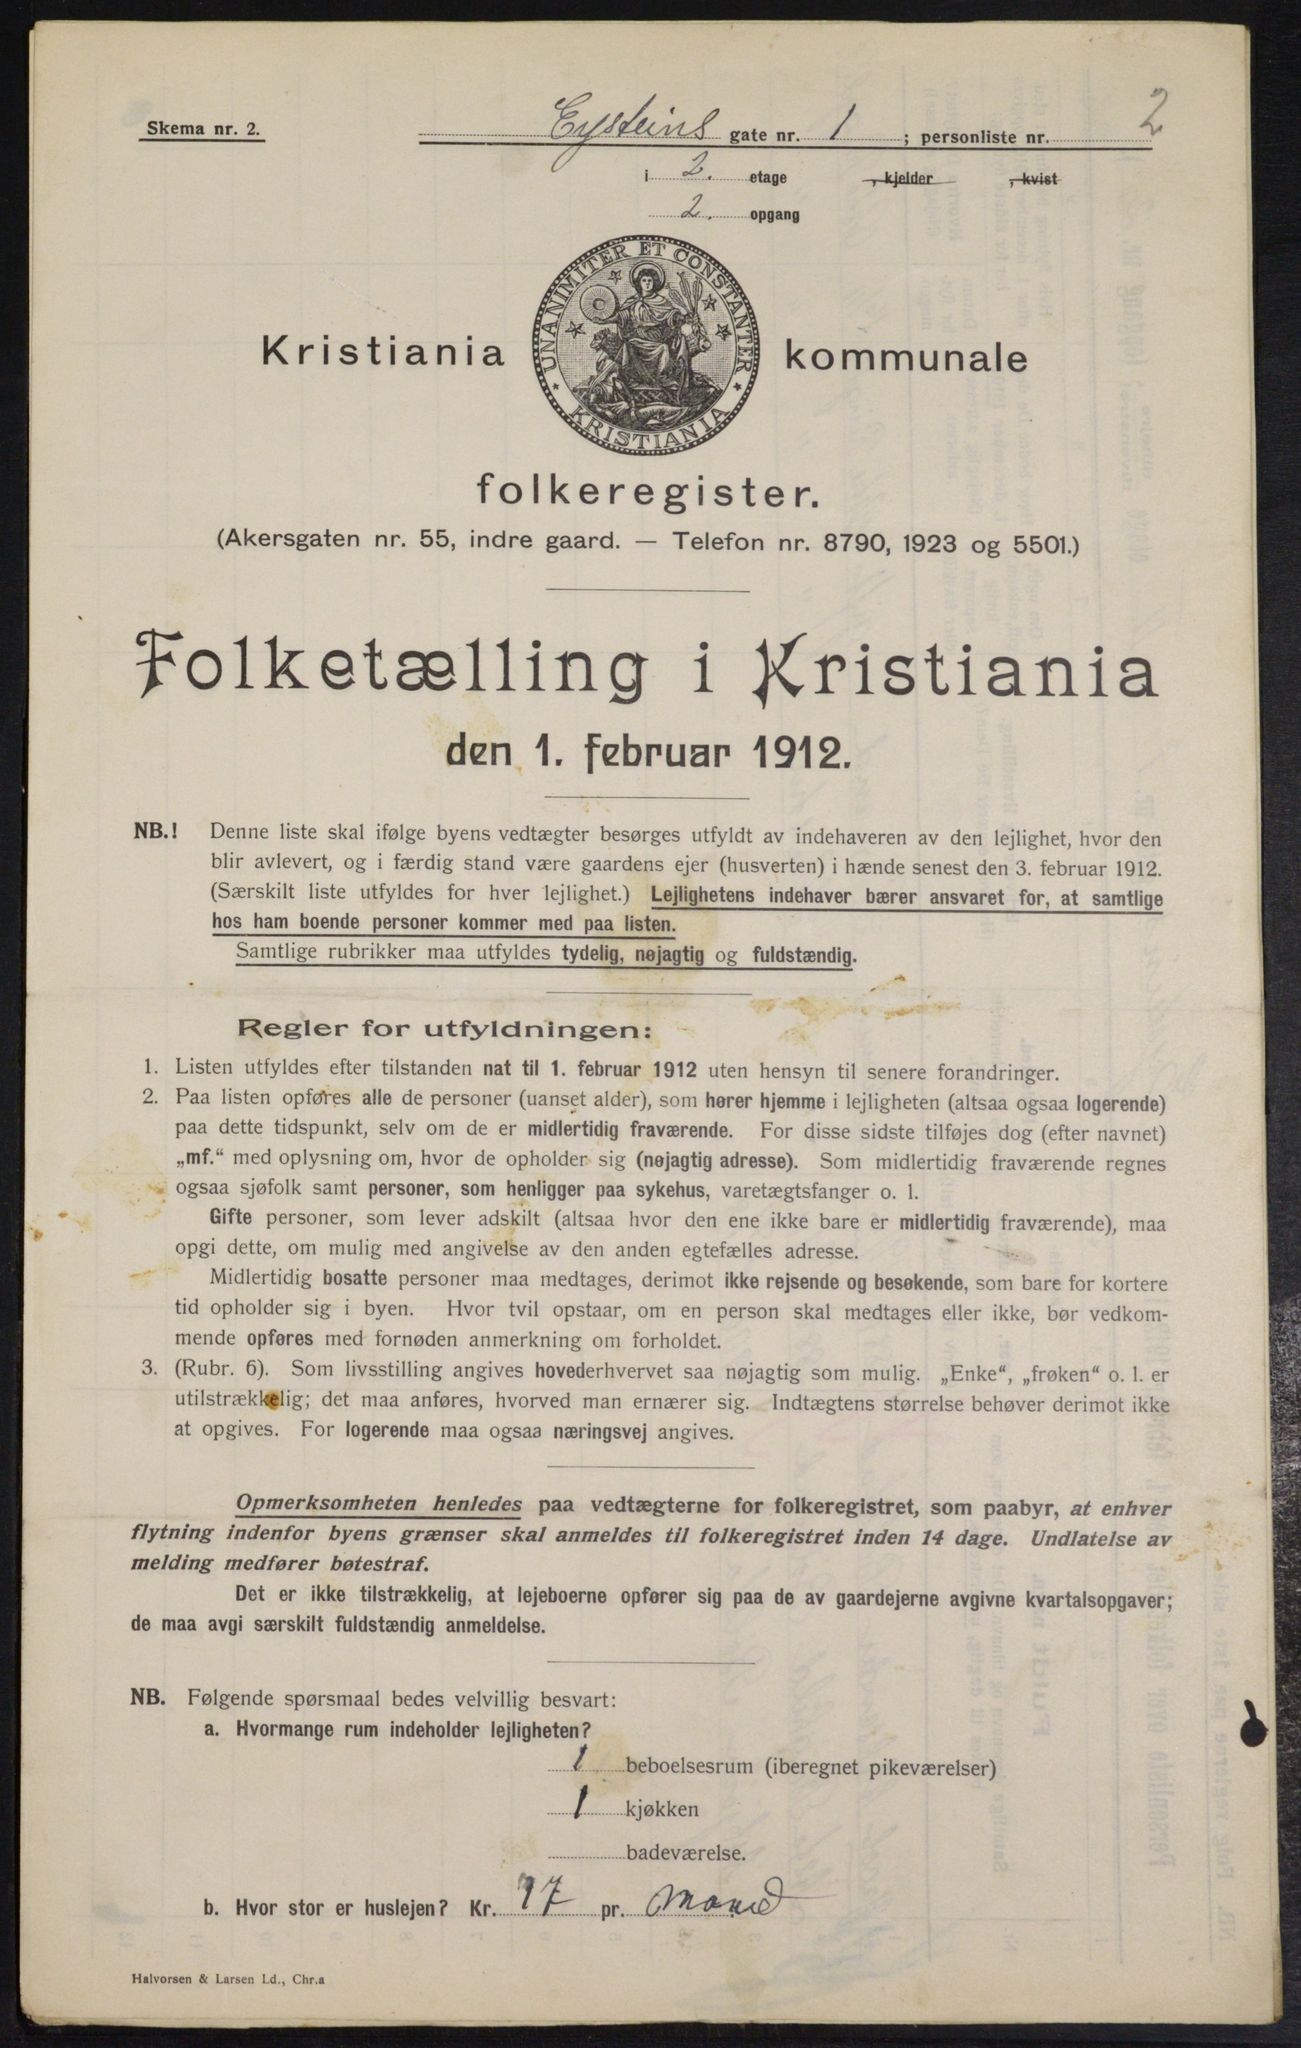 Skema nr. 2.
Eysteins gate nr. 1 ; personliste nr. 2
i 2. etage , kjelder , kvist
2. opgang
UNANIMITER ET CONSTANTER
KRISTIANIA
Kristiania kommunale
folkeregister.
(Akersgaten nr. 55, indre gaard. — Telefon nr. 8790, 1923 og 5501.)
Folketælling i Kristiania
den 1. februar 1912.
NB.! Denne liste skal ifølge byens vedtægter besørges utfyldt av indehaveren av den lejlighet, hvor den
blir avlevert, og i færdig stand være gaardens ejer (husverten) i hænde senest den 3. februar 1912.
(Særskilt liste utfyldes for hver lejlighet.) Lejlighetens indehaver bærer ansvaret for, at samtlige
hos ham boende personer kommer med paa listen.
Samtlige rubrikker maa utfyldes tydelig, nøjagtig og fuldstændig.
Regler for utfyldningen:
1. Listen utfyldes efter tilstanden nat til 1. februar 1912 uten hensyn til senere forandringer.
2. Paa listen opføres alle de personer (uanset alder), som hører hjemme i lejligheten (altsaa ogsaa logerende)
paa dette tidspunkt, selv om de er midlertidig fraværende. For disse sidste tilføjes dog (efter navnet)
„mf.“ med oplysning om, hvor de opholder sig (nøjagtig adresse). Som midlertidig fraværende regnes
ogsaa sjøfolk samt personer, som henligger paa sykehus, varetægtsfanger o. l.
Gifte personer, som lever adskilt (altsaa hvor den ene ikke bare er midlertidig fraværende), maa
opgi dette, om mulig med angivelse av den anden egtefælles adresse.
Midlertidig bosatte personer maa medtages, derimot ikke rejsende og besøkende, som bare for kortere
tid opholder sig i byen. Hvor tvil opstaar, om en person skal medtages eller ikke, bør vedkom-
mende opføres med fornøden anmerkning om forholdet.
3. (Rubr. 6). Som livsstilling angives hovederhvervet saa nøjagtig som mulig. „Enke“, „frøken“ o. l. er
utilstrækkelig; det maa anføres, hvorved man ernærer sig. Indtægtens størrelse behøver derimot ikke
at opgives. For logerende maa ogsaa næringsvej angives.
Opmerksomheten henledes paa vedtægterne for folkeregistret, som paabyr, at enhver
flytning indenfor byens grænser skal anmeldes til folkeregistret inden 14 dage. Undlatelse av
melding medfører bøtestraf.
Det er ikke tilstrækkelig, at lejeboerne opfører sig paa de av gaardejerne avgivne kvartalsopgaver;
de maa avgi særskilt fuldstændig anmeldelse.
NB. Følgende spørsmaal bedes velvillig besvart:
a. Hvormange rum indeholder lejligheten?
1 beboelsesrum (iberegnet pikeværelser)
1 kjøkken
badeværelse.
b. Hvor stor er huslejen? Kr. 17 pr. Maaned
Halvorsen & Larsen Ld., Chr.a